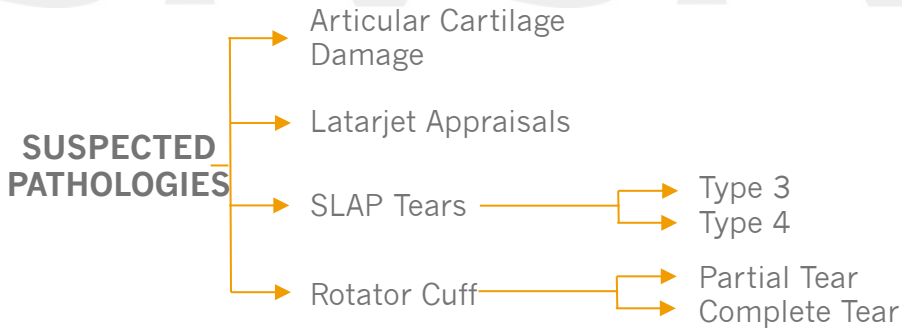 Articular Cartilage
Damage
Latarjet Appraisals
SUSPECTED
PATHOLOGIES
SLAP Tears
Type 3
Type 4
Rotator Cuff
Partial Tear
Complete Tear